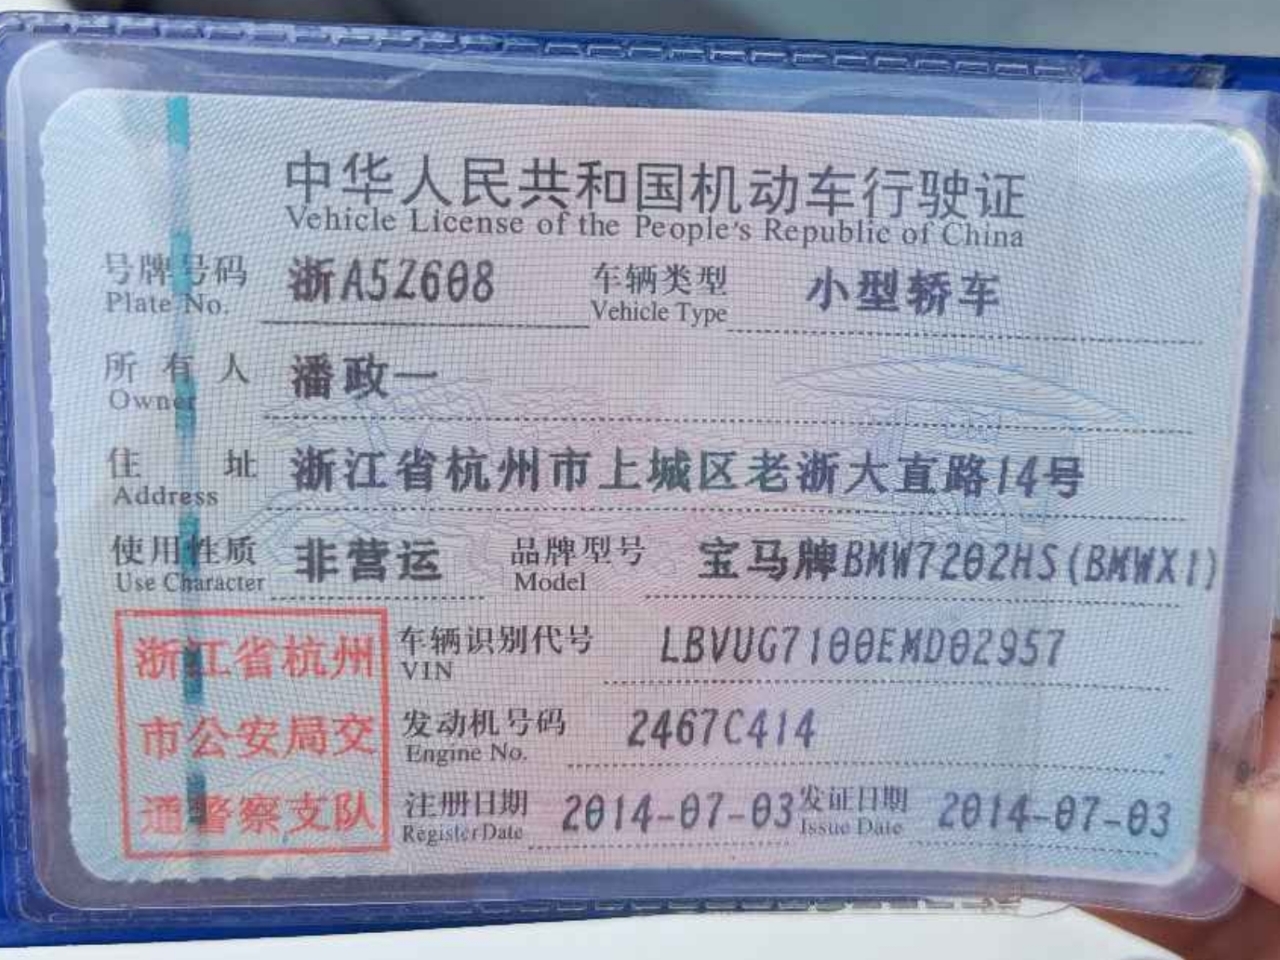 中华人民共和国机动车行驶证
Vehicle License of the People's Republic of China
号牌号码 浙A5Z608 车辆类型 小型轿车
Plate No. Vehicle Type
所有人 潘政一
Owner
住址 浙江省杭州市上城区老浙大直路14号
Address
使用性质 非营运 品牌型号 宝马牌BMW7202HS(BMWX1)
Use Character Model
浙江省杭州
市公安局交
通警察支队
车辆识别代号 LBVUG7100EMD02957
VIN
发动机号码 2467C414
Engine No.
注册日期 2014-07-03 发证日期 2014-07-03
Register Date Issue Date